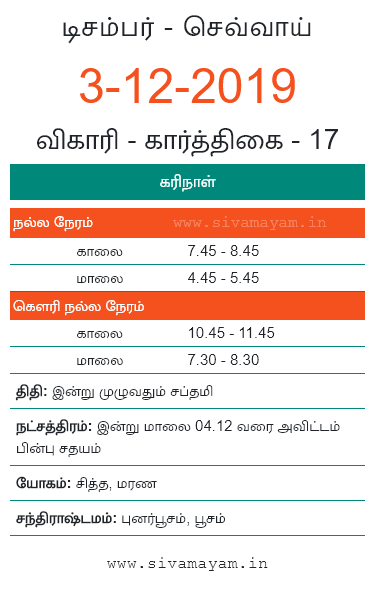 டிசம்பர் - செவ்வாய்
3-12-2019
விகாரி - கார்த்திகை - 17
கரிநாள்
நல்ல நேரம் www.sivamayam.in
காலை 7.45 - 8.45
மாலை 4.45 - 5.45
கௌரி நல்ல நேரம்
காலை 10.45 - 11.45
மாலை 7.30 - 8.30
திதி: இன்று முழுவதும் சப்தமி
நட்சத்திரம்: இன்று மாலை 04.12 வரை அவிட்டம்
பின்பு சதயம்
யோகம்: சித்த, மரண
சந்திராஷ்டமம்: புனர்பூசம், பூசம்
www.sivamayam.in